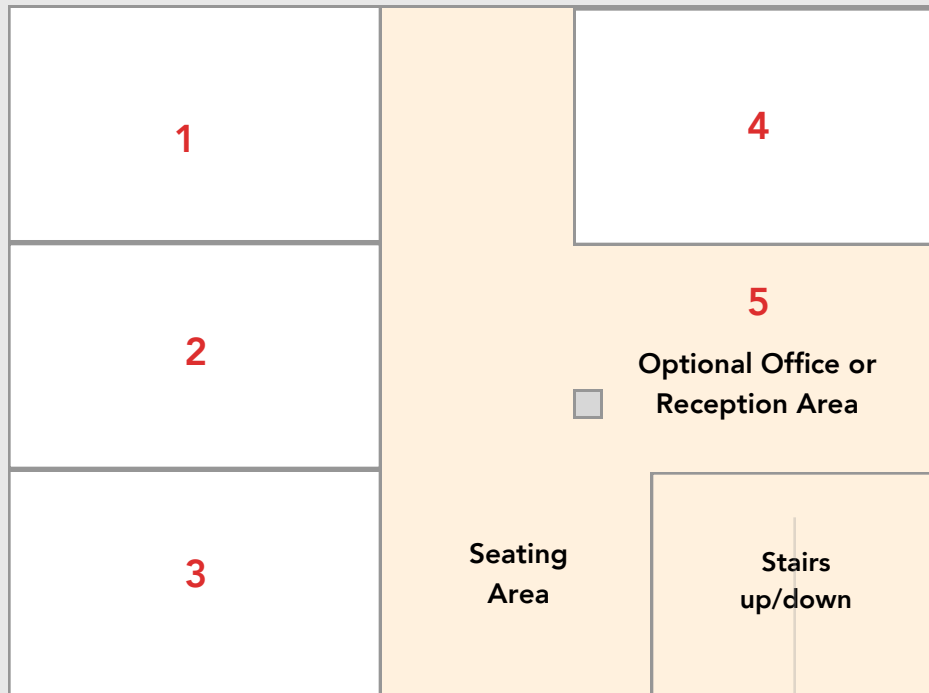 1
4
2
5
Optional Office or
Reception Area
3
Seating
Area
Stairs
up/down